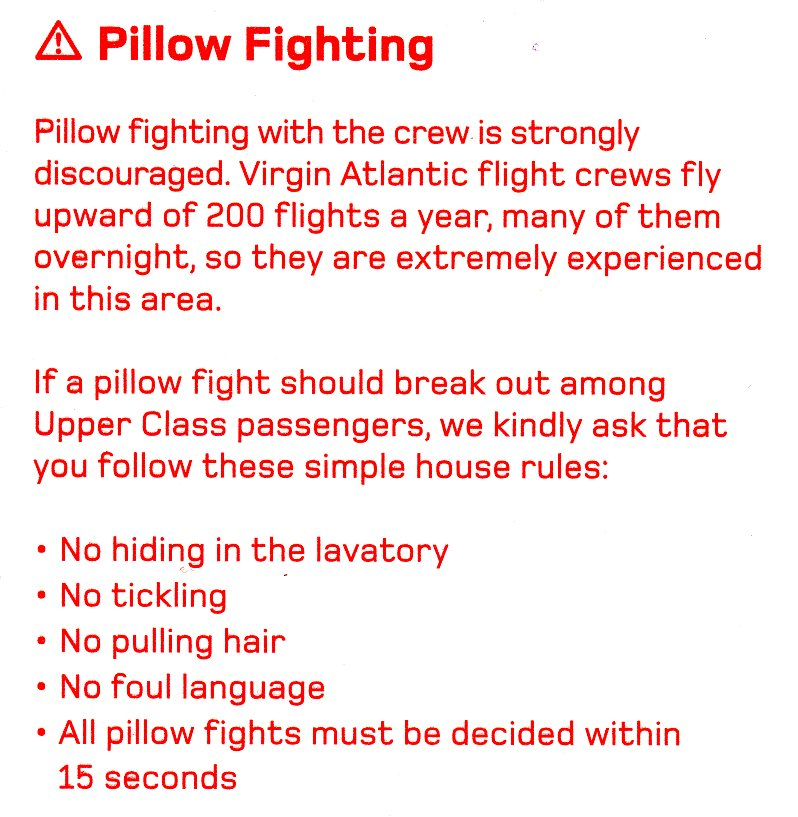 Pillow Fighting
Pillow fighting with the crew is strongly
discouraged. Virgin Atlantic flight crews fly
upward of 200 flights a year, many of them
overnight, so they are extremely experienced
in this area.
If a pillow fight should break out among
Upper Class passengers, we kindly ask that
you follow these simple house rules:
• No hiding in the lavatory
• No tickling
• No pulling hair
• No foul language
• All pillow fights must be decided within
15 seconds